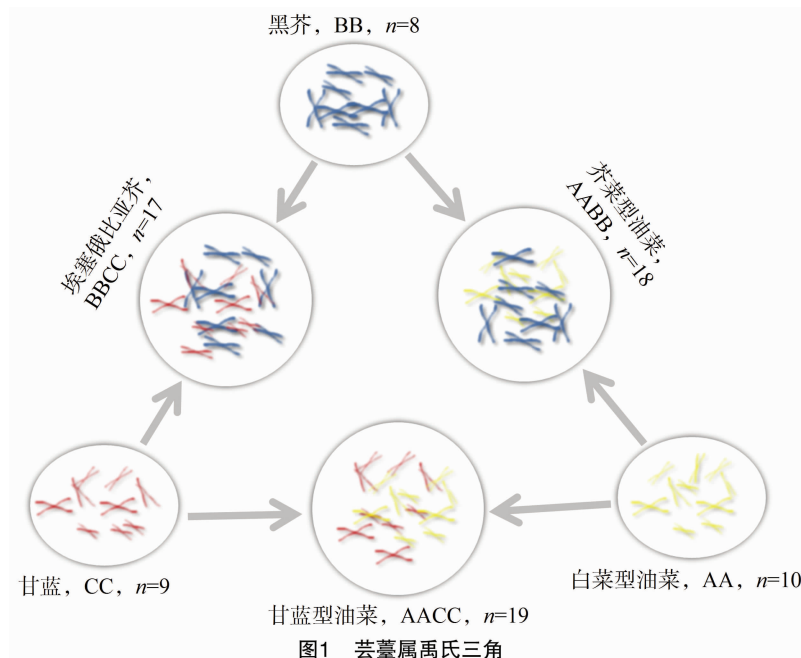 黑芥，BB，n=8
埃塞俄比亚芥，
BBCC，n=17
芥菜型油菜，
AABB，n=18
甘蓝，CC，n=9
白菜型油菜，AA，n=10
甘蓝型油菜，AACC，n=19
图1 芸薹属禹氏三角